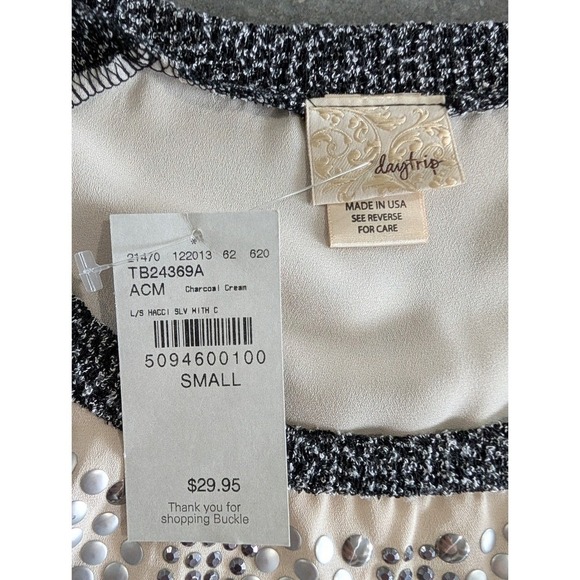 daytrip
MADE IN USA
SEE REVERSE
FOR CARE
21470 122013 62 620
TB24369A
ACM Charcoal Cream
L/S HACCI SLV WITH C
5094600100
SMALL
$29.95
Thank you for
shopping Buckle